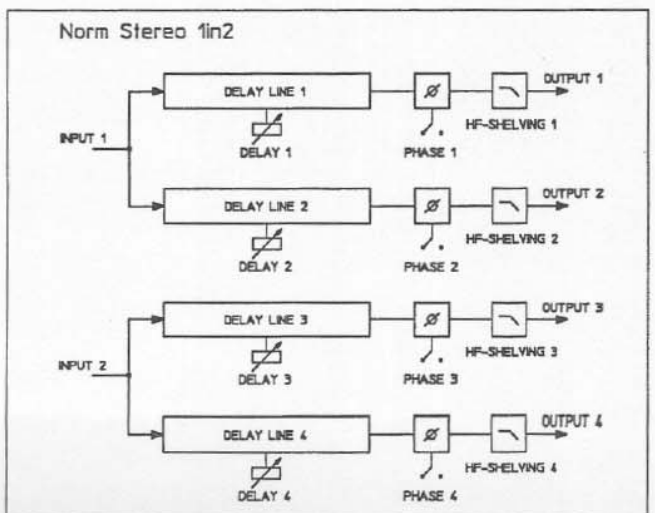 Norm Stereo 1in2
DELAY LINE 1
OUTPUT 1
HF-SHELVING 1
INPUT 1
DELAY 1
PHASE 1
DELAY LINE 2
OUTPUT 2
HF-SHELVING 2
DELAY 2
PHASE 2
DELAY LINE 3
OUTPUT 3
HF-SHELVING 3
INPUT 2
DELAY 3
PHASE 3
DELAY LINE 4
OUTPUT 4
HF-SHELVING 4
DELAY 4
PHASE 4